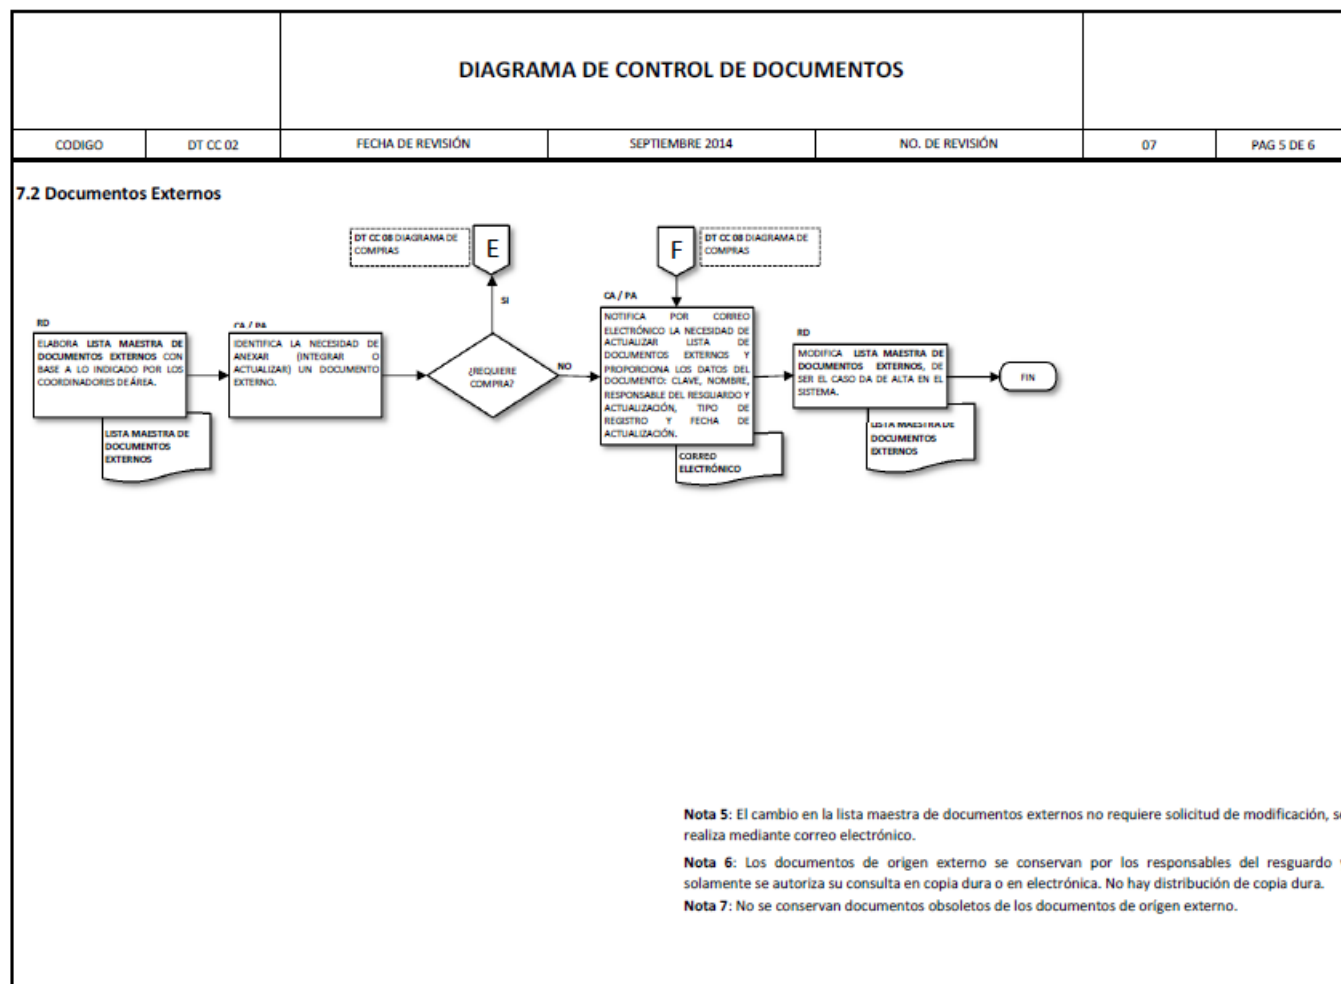 DIAGRAMA DE CONTROL DE DOCUMENTOS
CODIGO DT CC 02 FECHA DE REVISIÓN SEPTIEMBRE 2014 NO. DE REVISIÓN 07 PAG 5 DE 6
7.2 Documentos Externos
DT CC 08 DIAGRAMA DE
COMPRAS
E
F
DT CC 08 DIAGRAMA DE
COMPRAS
SI
RD
ELABORA LISTA MAESTRA DE
DOCUMENTOS EXTERNOS CON
BASE A LO INDICADO POR LOS
COORDINADORES DE ÁREA.
LISTA MAESTRA DE
DOCUMENTOS
EXTERNOS
CA / PA
IDENTIFICA LA NECESIDAD DE
ANEXAR (INTEGRAR O
ACTUALIZAR) UN DOCUMENTO
EXTERNO.
¿REQUIERE
COMPRA?
NO
CA / PA
NOTIFICA POR CORREO
ELECTRÓNICO LA NECESIDAD DE
ACTUALIZAR LISTA DE
DOCUMENTOS EXTERNOS Y
PROPORCIONA LOS DATOS DEL
DOCUMENTO: CLAVE, NOMBRE,
RESPONSABLE DEL RESGUARDO Y
ACTUALIZACIÓN, TIPO DE
REGISTRO Y FECHA DE
ACTUALIZACIÓN.
CORREO
ELECTRÓNICO
RD
MODIFICA LISTA MAESTRA DE
DOCUMENTOS EXTERNOS, DE
SER EL CASO DA DE ALTA EN EL
SISTEMA.
LISTA MAESTRA DE
DOCUMENTOS
EXTERNOS
FIN
Nota 5: El cambio en la lista maestra de documentos externos no requiere solicitud de modificación, se
realiza mediante correo electrónico.
Nota 6: Los documentos de origen externo se conservan por los responsables del resguardo y
solamente se autoriza su consulta en copia dura o en electrónica. No hay distribución de copia dura.
Nota 7: No se conservan documentos obsoletos de los documentos de orígen externo.